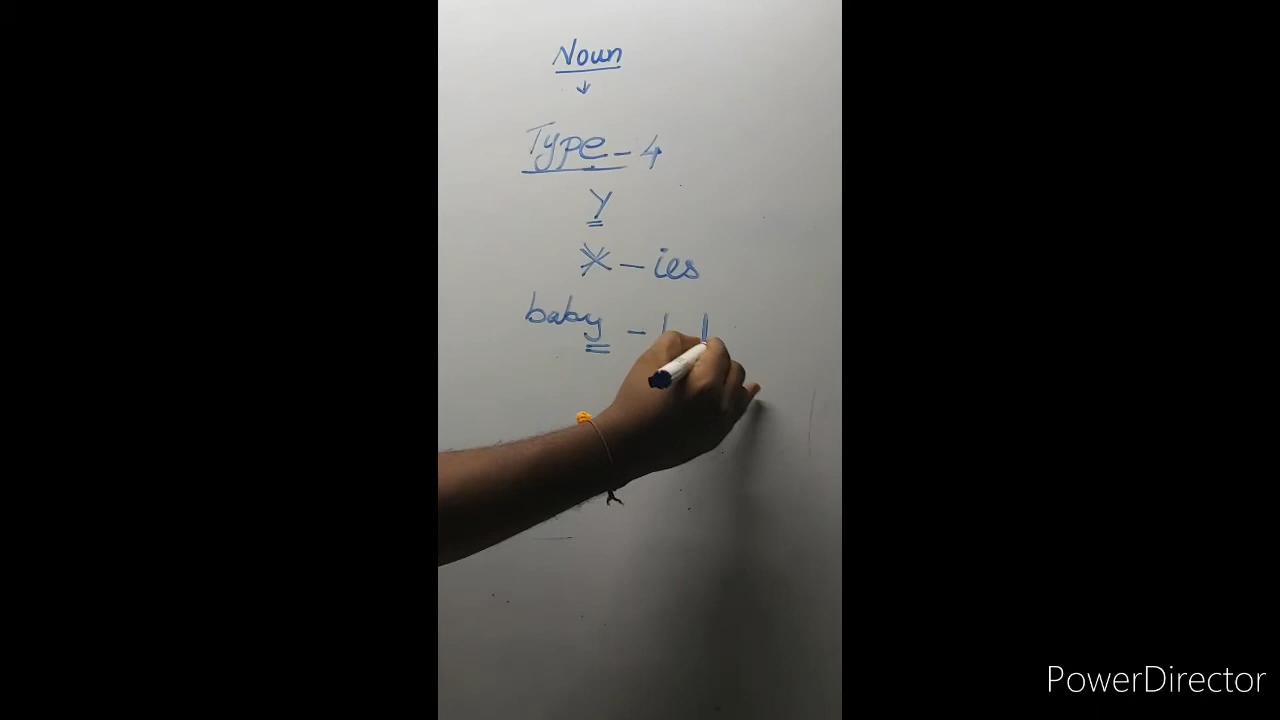 Noun
↓
Type - 4
y
y - ies
baby -
PowerDirector